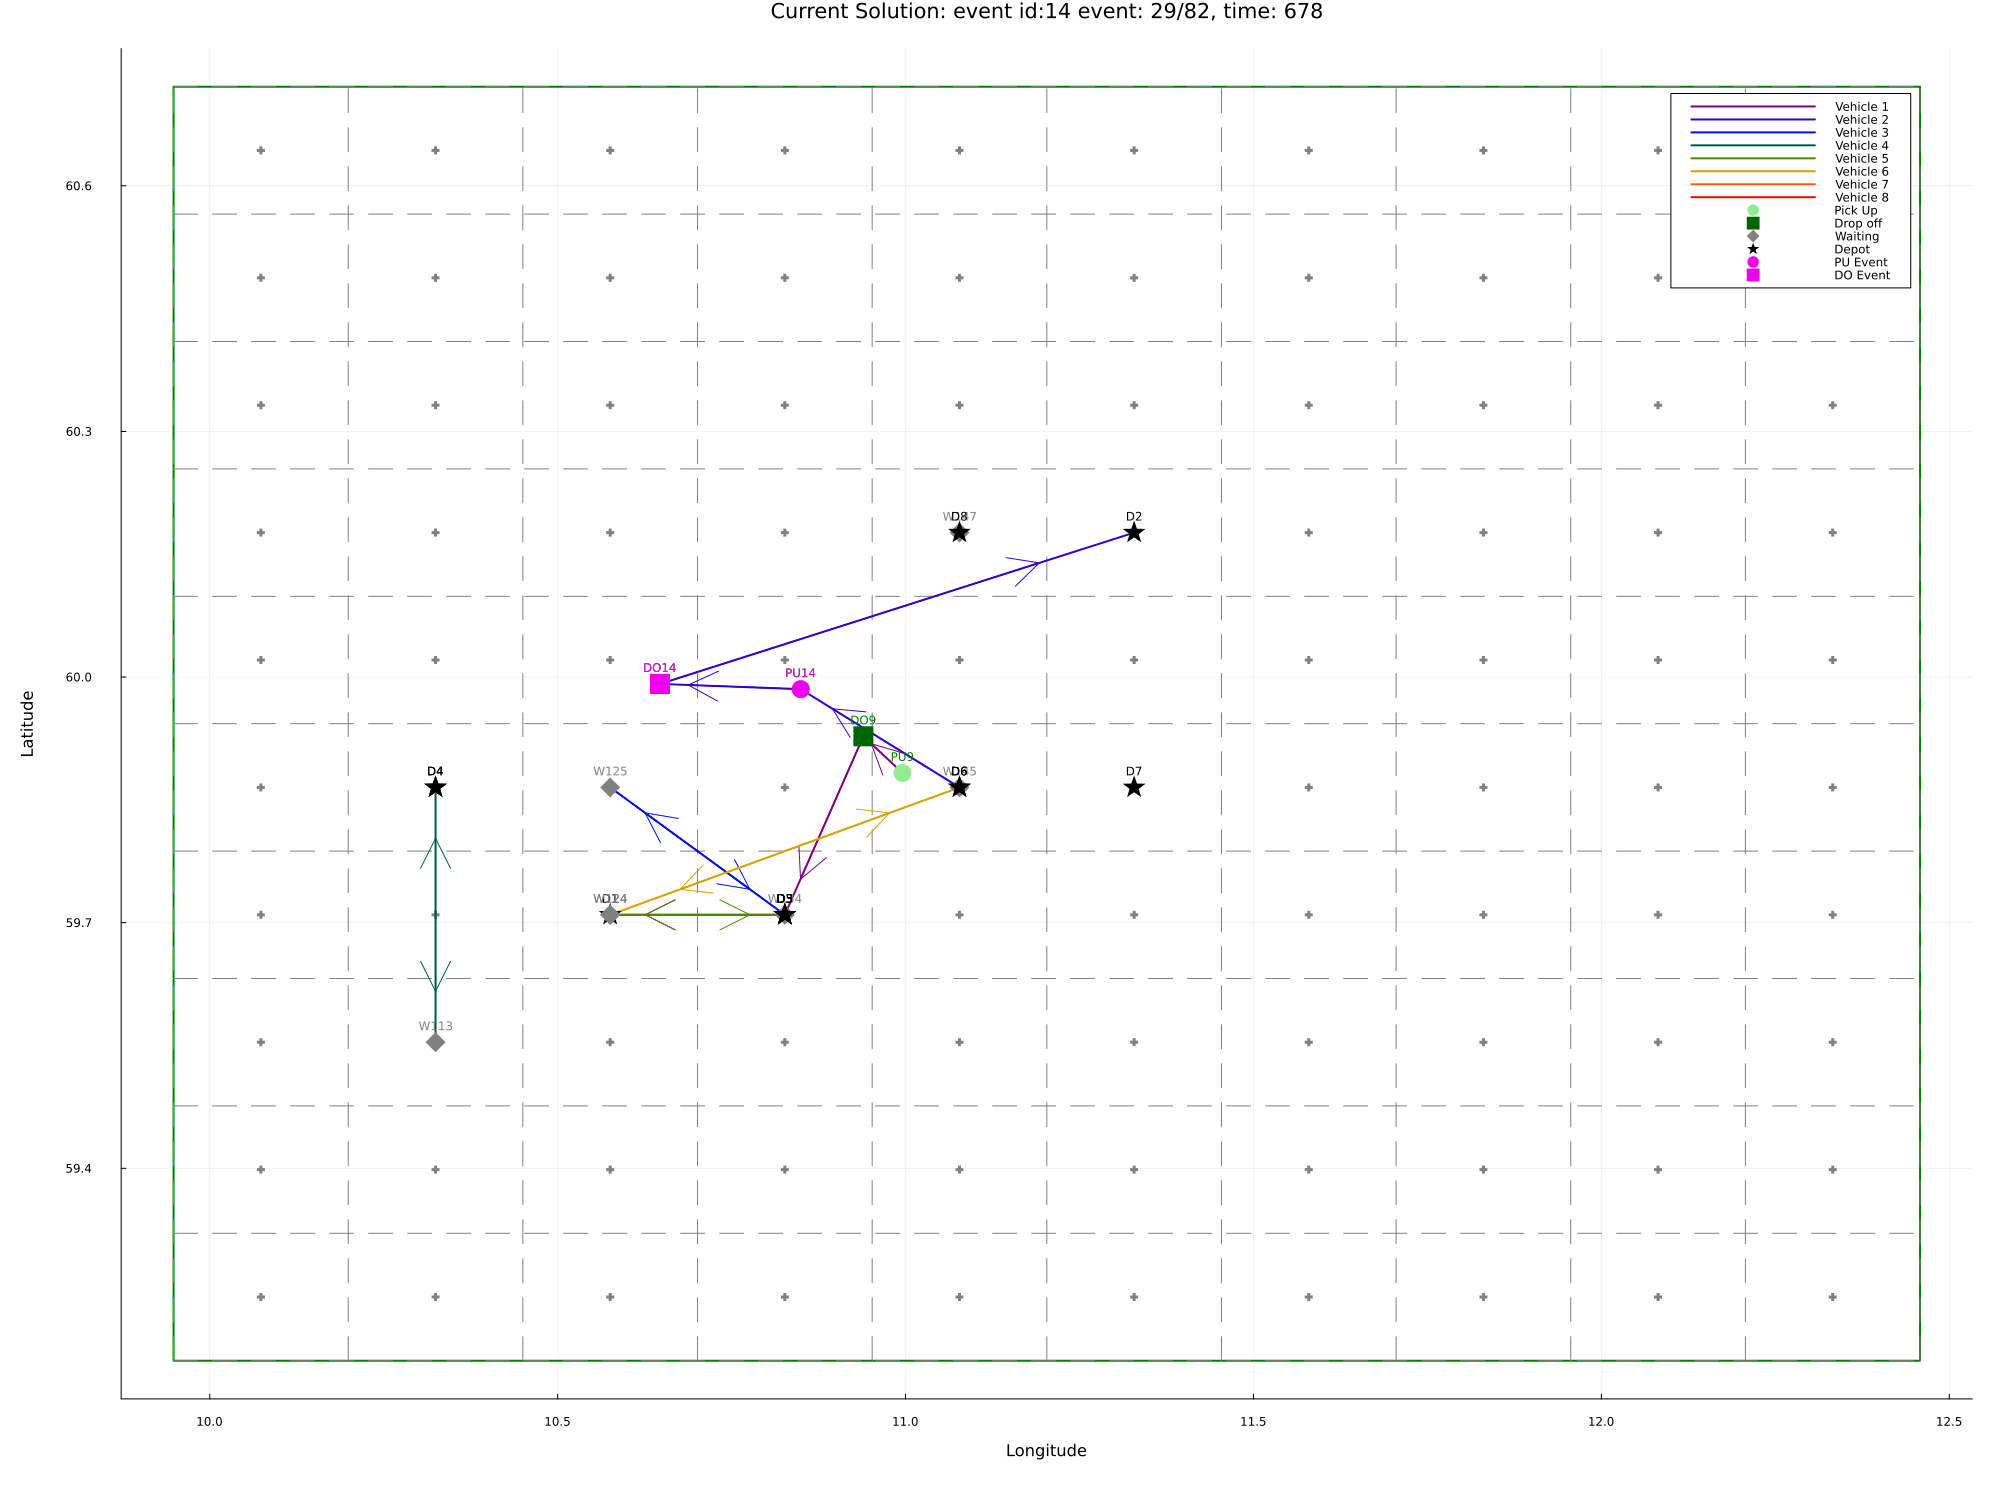 Current Solution: event id:14 event: 29/82, time: 678
Vehicle 1
Vehicle 2
Vehicle 3
Vehicle 4
Vehicle 5
Vehicle 6
Vehicle 7
Vehicle 8
Pick Up
Drop off
Waiting
Depot
PU Event
DO Event
60.6
60.3
60.0
59.7
59.4
Latitude
D8
D2
DO14
PU14
DO9
PU9
D4
W125
D6
D7
W113
10.0
10.5
11.0
11.5
12.0
12.5
Longitude